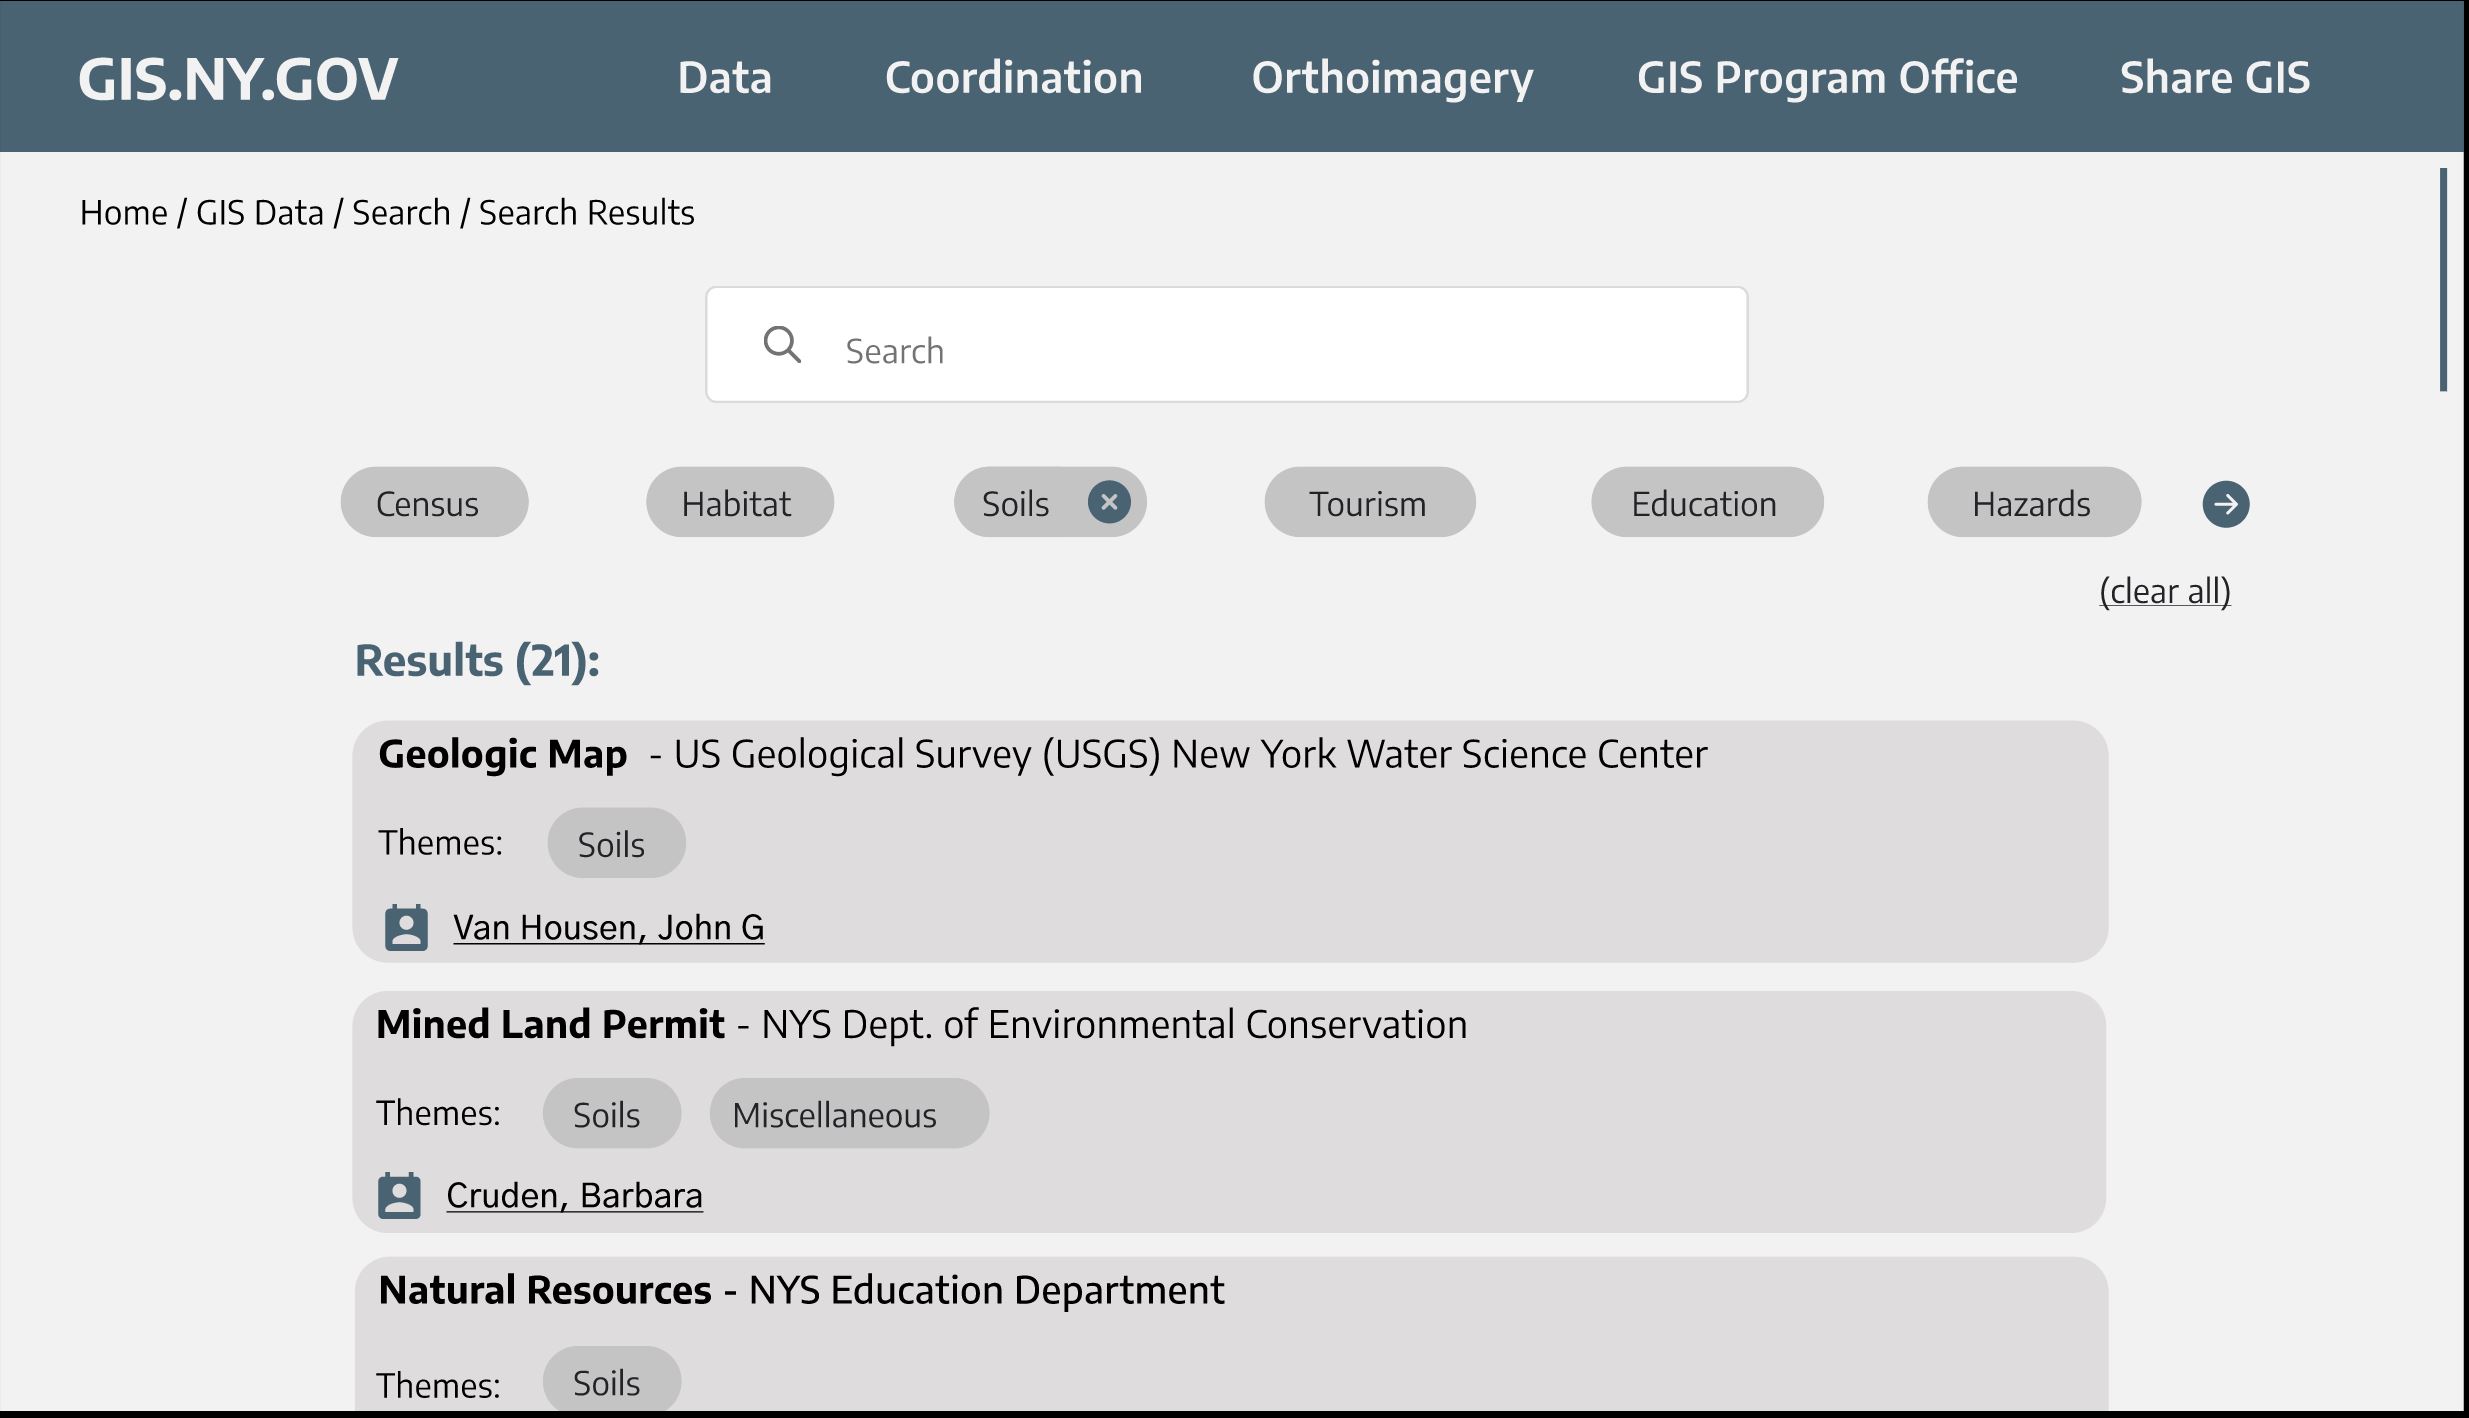 GIS.NY.GOV Data Coordination Orthoimagery GIS Program Office Share GIS
Home / GIS Data / Search / Search Results
Search
Census Habitat Soils Tourism Education Hazards
(clear all)
Results (21):
Geologic Map - US Geological Survey (USGS) New York Water Science Center
Themes: Soils
Van Housen, John G
Mined Land Permit - NYS Dept. of Environmental Conservation
Themes: Soils Miscellaneous
Cruden, Barbara
Natural Resources - NYS Education Department
Themes: Soils